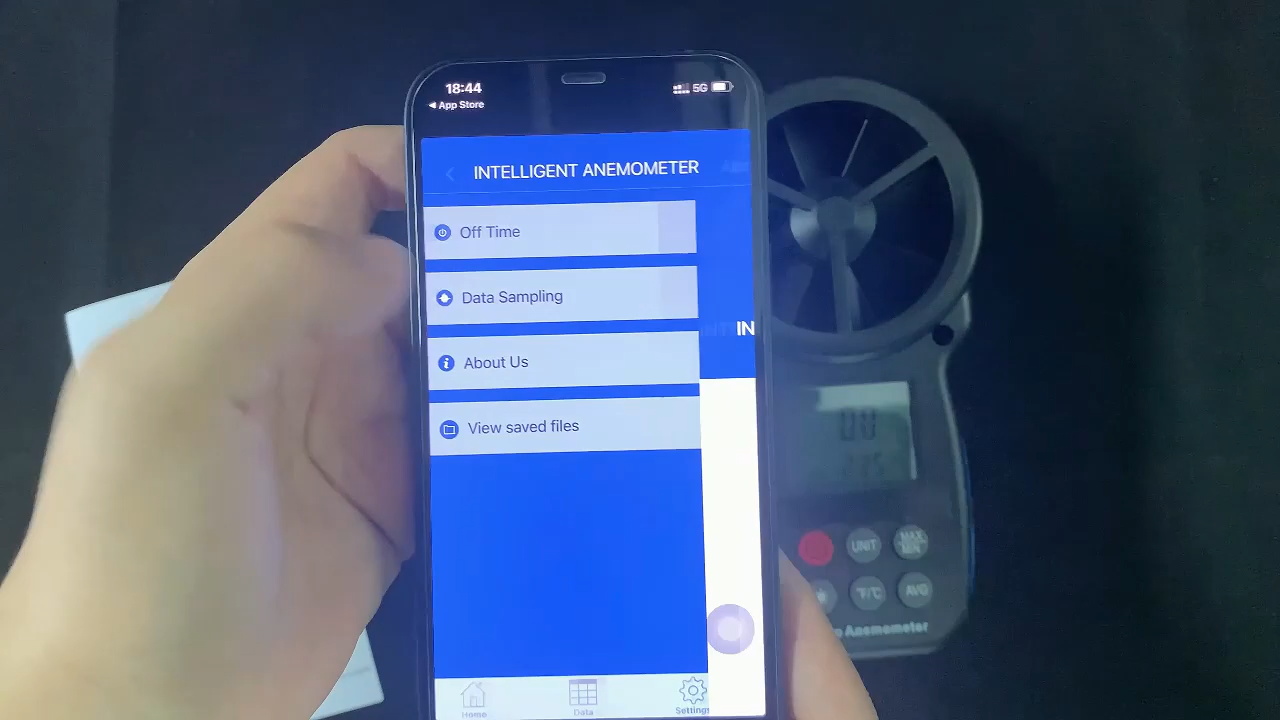 18:44
5G
◄ App Store
INTELLIGENT ANEMOMETER
Off Time
Data Sampling
IN
About Us
View saved files
Home
Data
Settings
UNIT
MAX
MIN
°F/°C
AVG
Anemometer